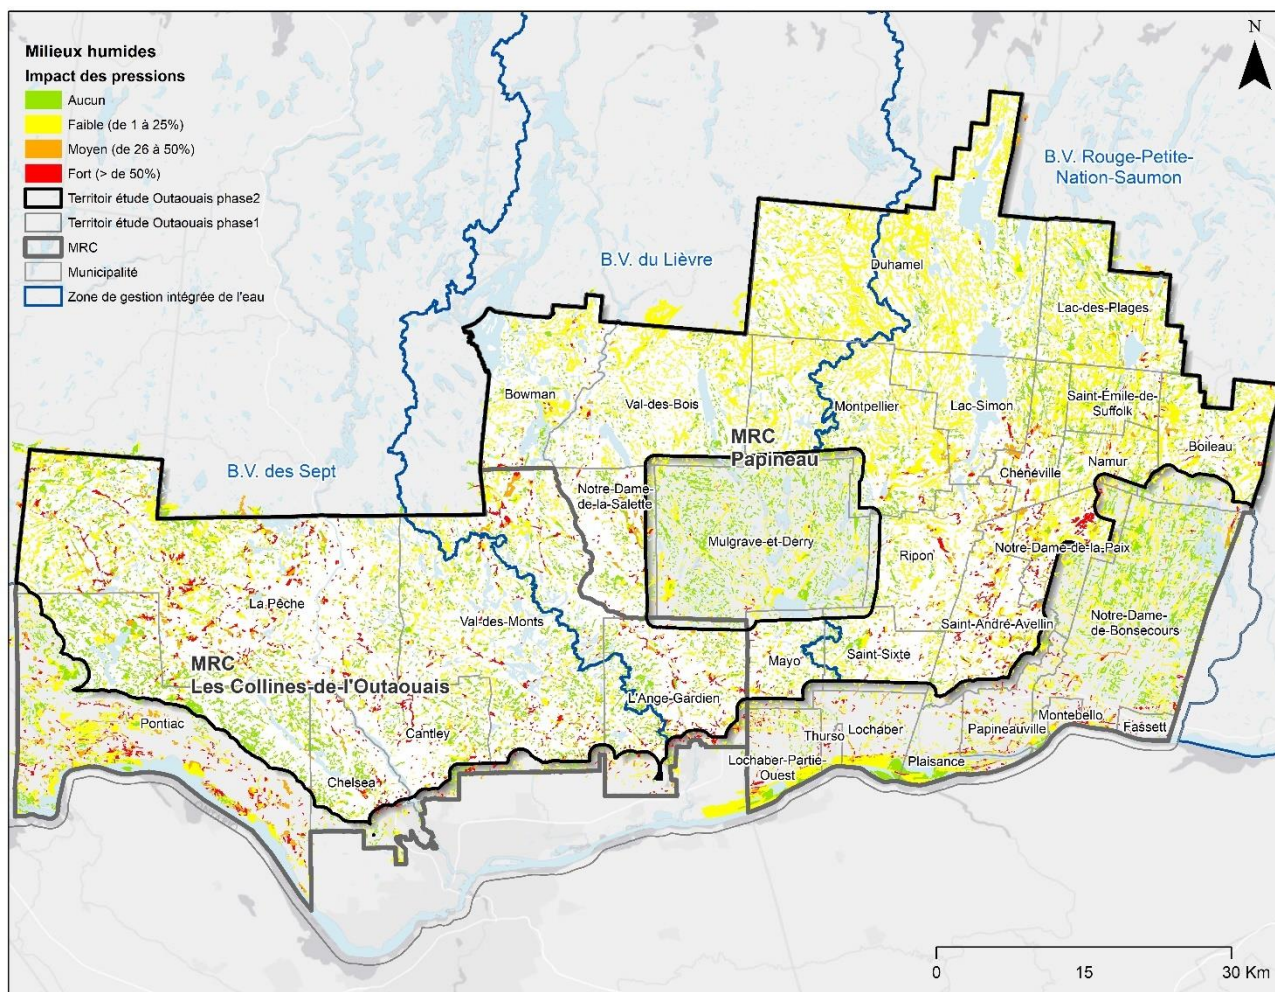 Milieux humides
Impact des pressions
Aucun
Faible (de 1 à 25%)
Moyen (de 26 à 50%)
Fort (> de 50%)
Territoir étude Outaouais phase2
Territoir étude Outaouais phase1
MRC
Municipalité
Zone de gestion intégrée de l'eau
N
B.V. Rouge-Petite-
Nation-Saumon
B.V. du Lièvre
Duhamel
Lac-des-Plages
Bowman
Val-des-Bois
Montpellier
Lac-Simon
Saint-Émile-de-
Suffolk
MRC
Papineau
Boileau
B.V. des Sept
Chénéville
Namur
Notre-Dame-
de-la-Salette
Mulgrave-et-Derry
Ripon
Notre-Dame-de-la-Paix
La Pêche
Val-des-Monts
Saint-André-Avellin
Notre-Dame-
de-Bonsecours
MRC
Les Collines-de-l'Outaouais
Mayo
Saint-Sixte
L'Ange-Gardien
Pontiac
Cantley
Thurso
Lochaber
Papineauville
Montebello
Fassett
Lochaber-Partie-
Ouest
Plaisance
Chelsea
0
15
30 Km